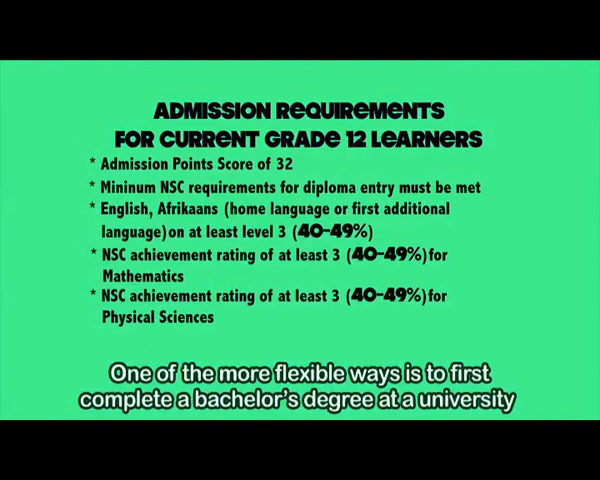 ADMISSION REQUIREMENTS
FOR CURRENT GRADE 12 LEARNERS
* Admission Points Score of 32
* Mininum NSC requirements for diploma entry must be met
* English, Afrikaans (home language or first additional
language)on at least level 3 (40-49%)
* NSC achievement rating of at least 3 (40-49%)for
Mathematics
* NSC achievement rating of at least 3 (40-49%)for
Physical Sciences
One of the more flexible ways is to first
complete a bachelor's degree at a university